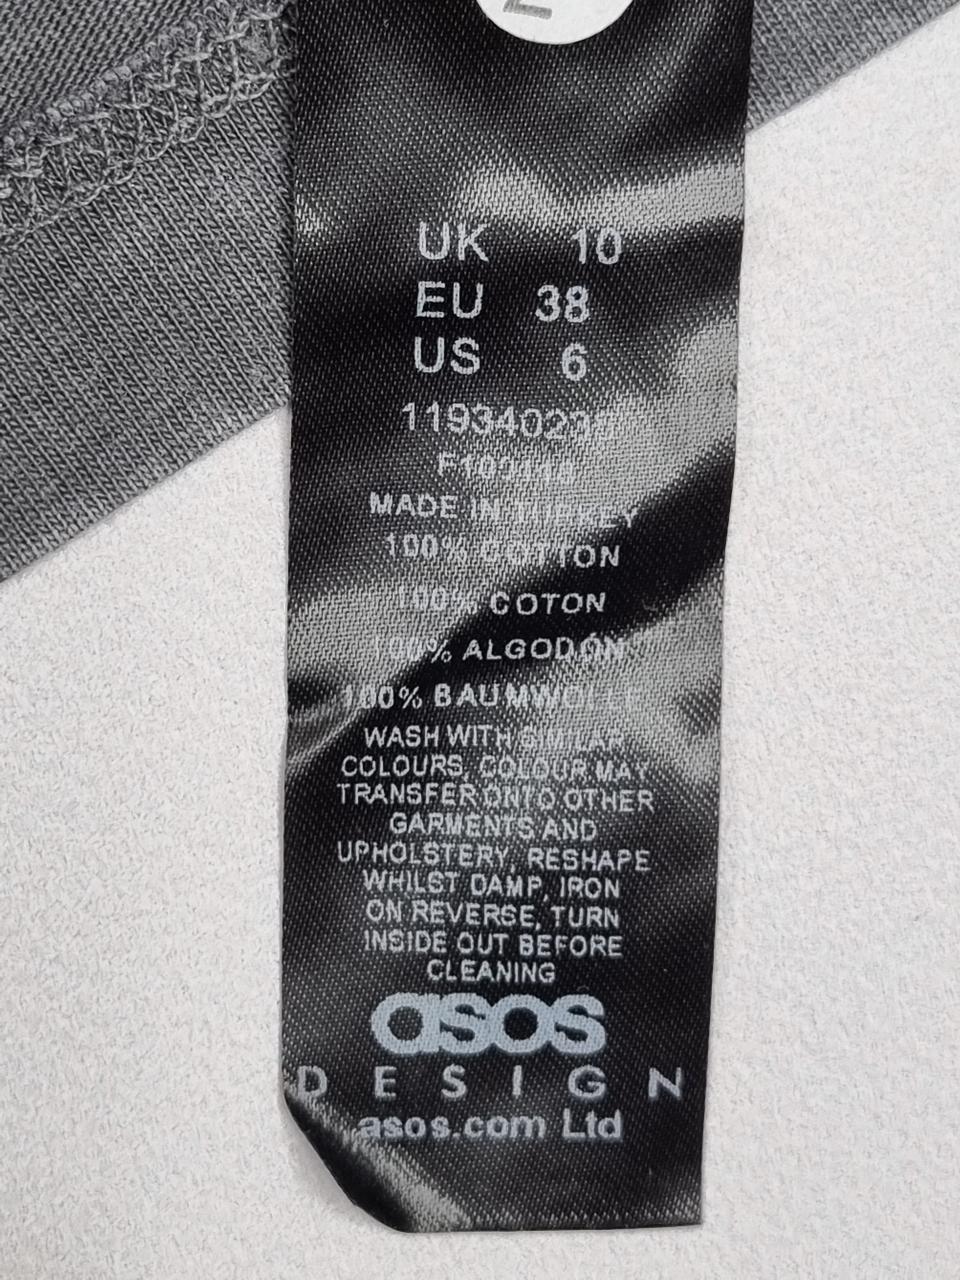 UK 10
EU 38
US 6
MADE IN TURKEY
100% COTTON
100% COTON
100% ALGODÓN
100% BAUMWOLLE
WASH WITH SIMILAR
COLOURS, COLOUR MAY
TRANSFER ONTO OTHER
GARMENTS AND
UPHOLSTERY, RESHAPE
WHILST DAMP, IRON
ON REVERSE, TURN
INSIDE OUT BEFORE
CLEANING
asos
DESIGN
asos.com Ltd